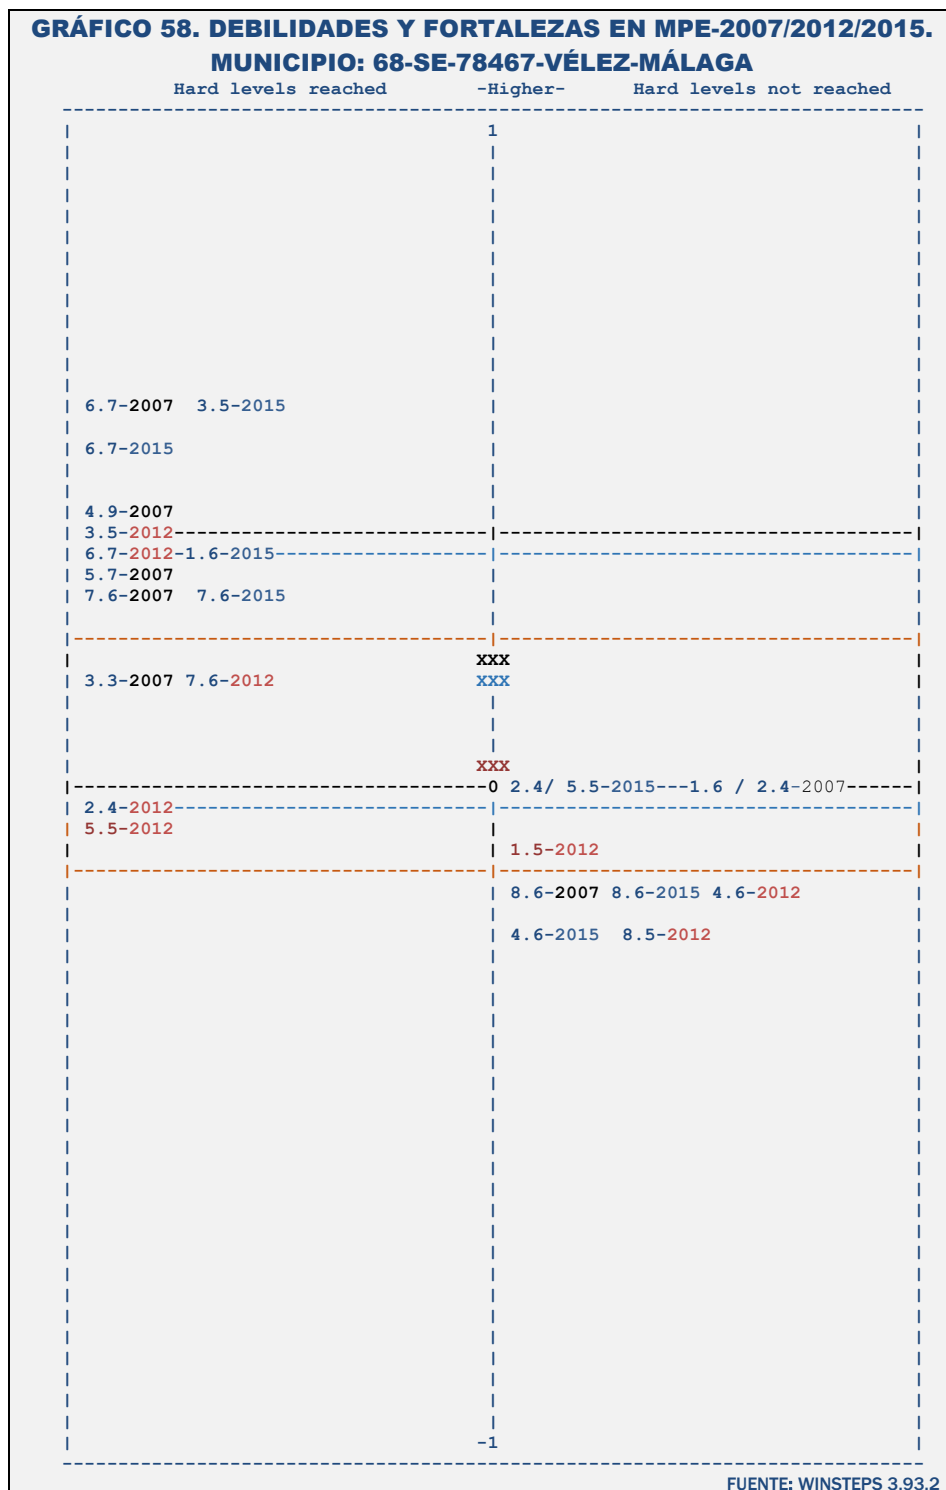 GRÁFICO 58. DEBILIDADES Y FORTALEZAS EN MPE-2007/2012/2015.
MUNICIPIO: 68-SE-78467-VÉLEZ-MÁLAGA
Hard levels reached -Higher- Hard levels not reached
1
6.7-2007 3.5-2015
6.7-2015
4.9-2007
3.5-2012
6.7-2012-1.6-2015
5.7-2007
7.6-2007 7.6-2015
XXX
3.3-2007 7.6-2012 XXX
XXX
0 2.4/ 5.5-2015---1.6 / 2.4-2007
2.4-2012
5.5-2012
1.5-2012
8.6-2007 8.6-2015 4.6-2012
4.6-2015 8.5-2012
-1
FUENTE: WINSTEPS 3.93.2